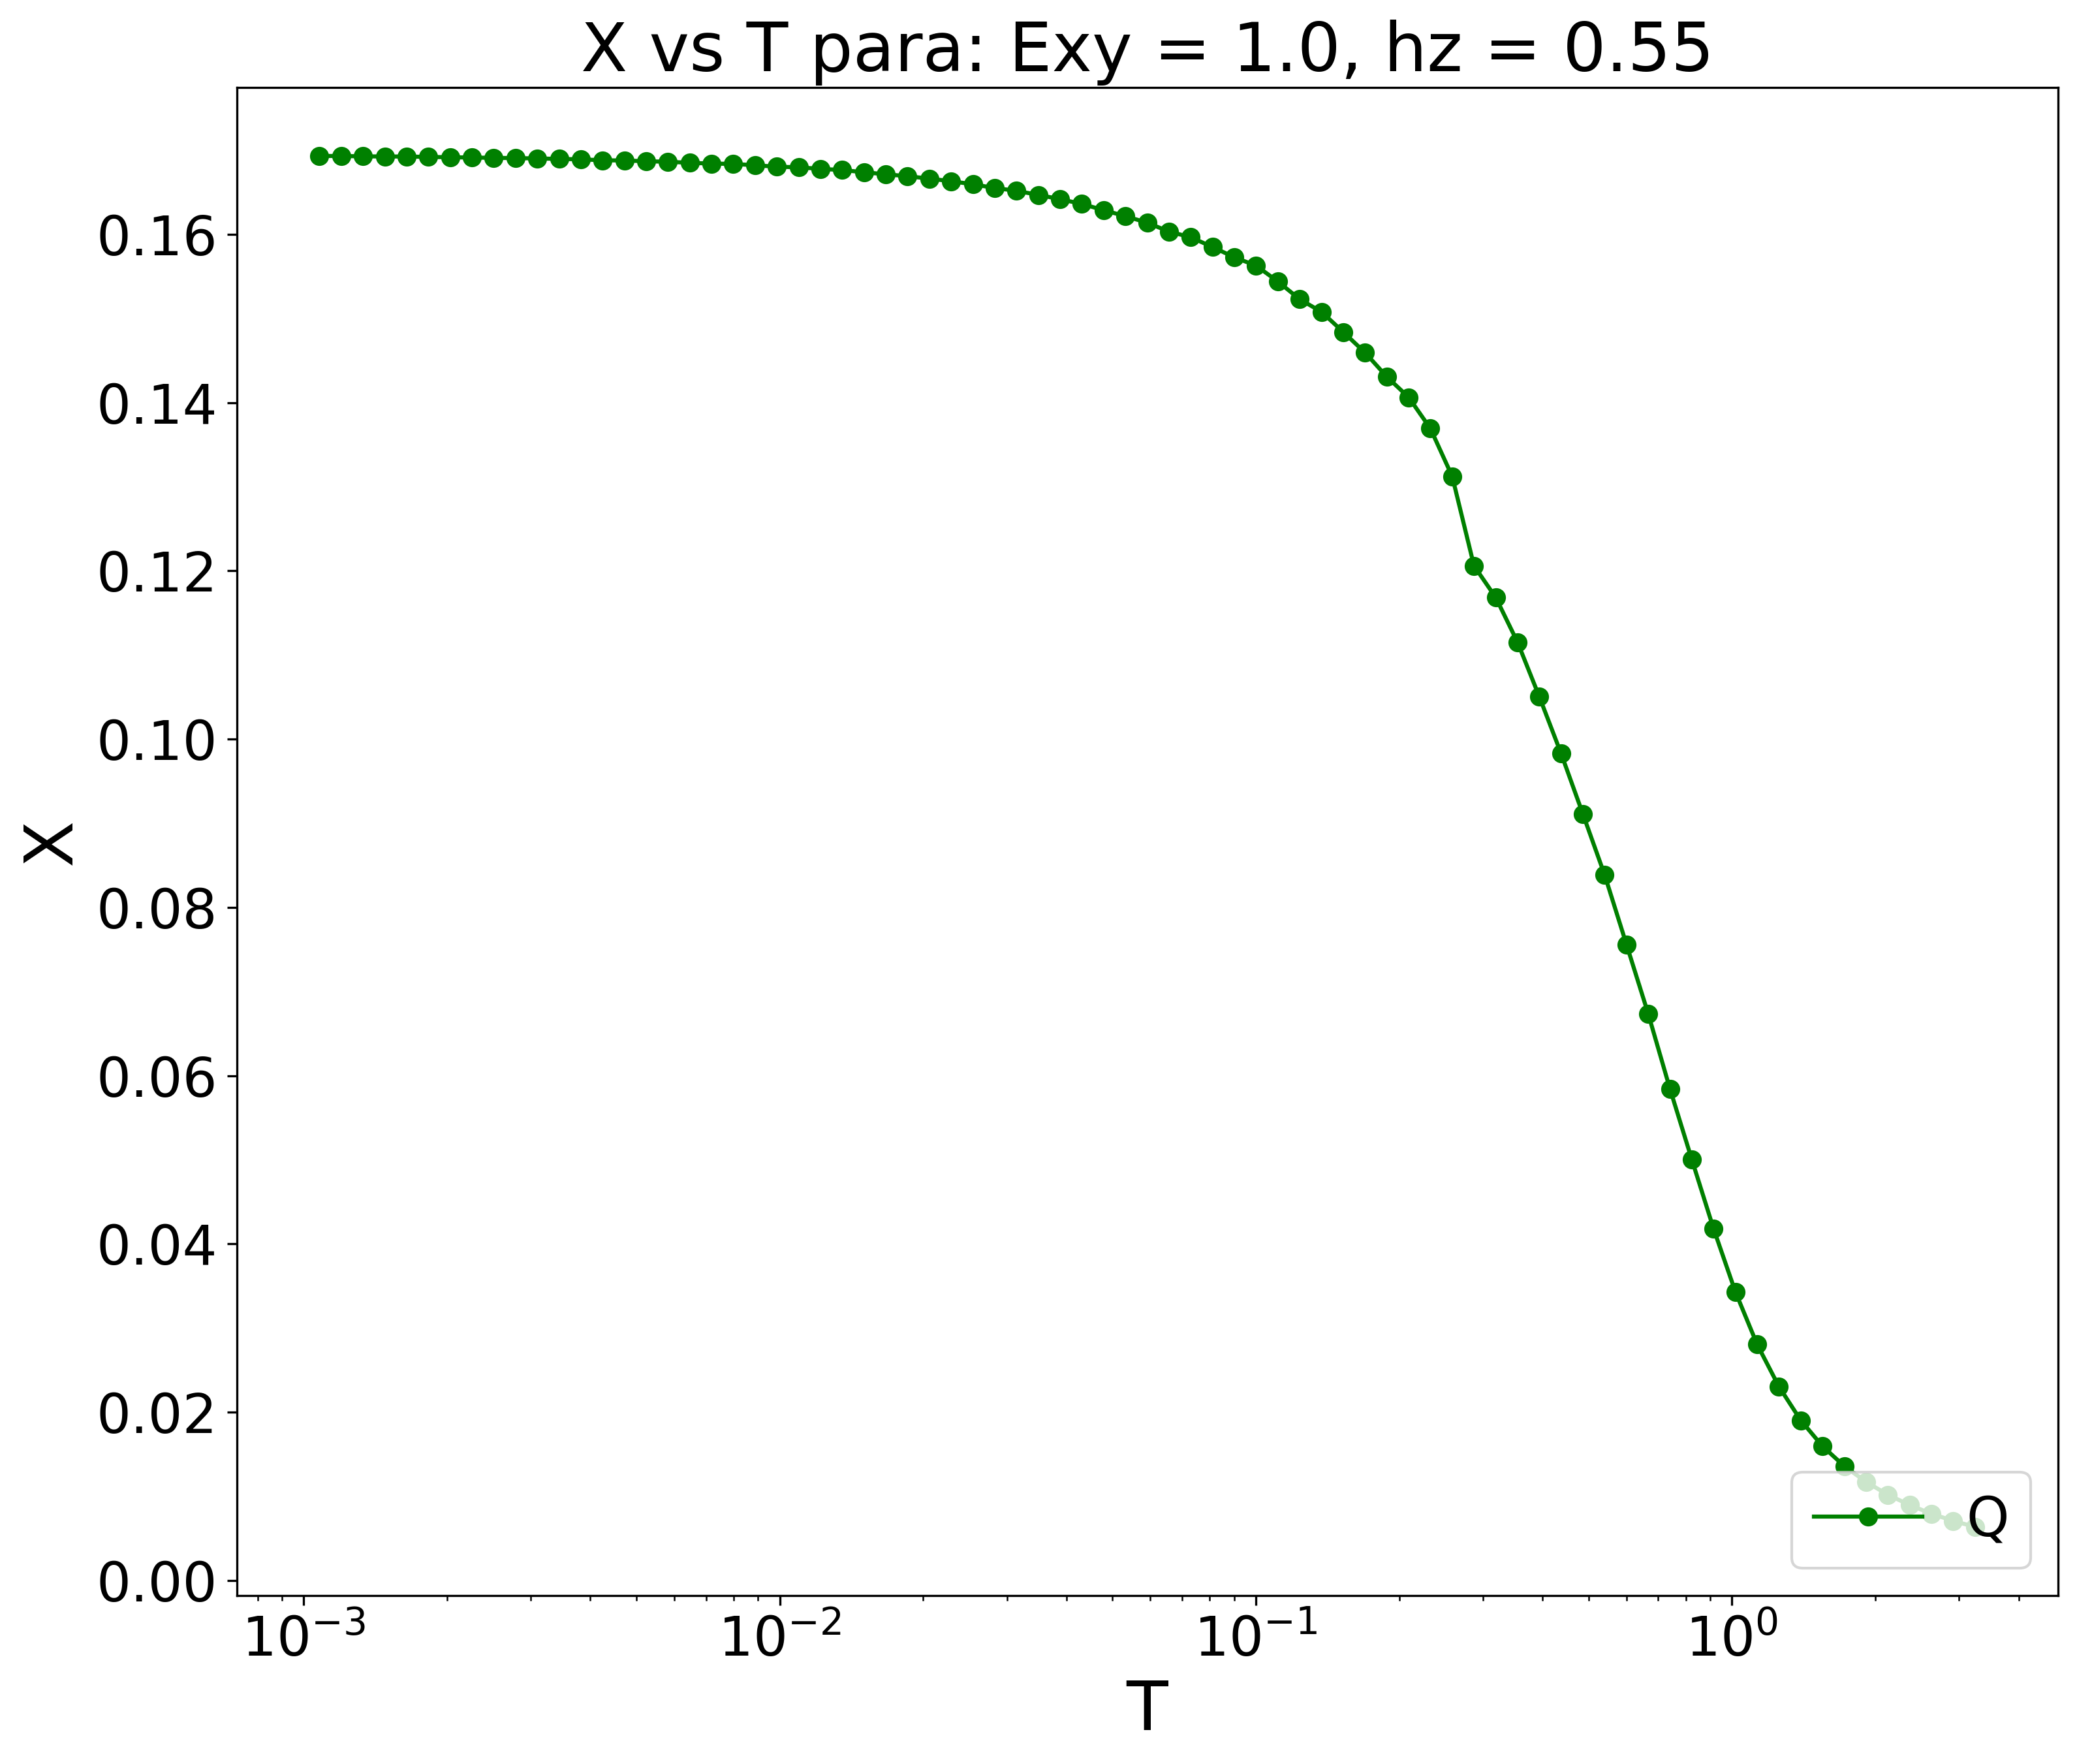 X vs T para: Exy = 1.0, hz = 0.55
X
0.16
0.14
0.12
0.10
0.08
0.06
0.04
0.02
0.00
Q
10⁻³ 10⁻² 10⁻¹ 10⁰
T